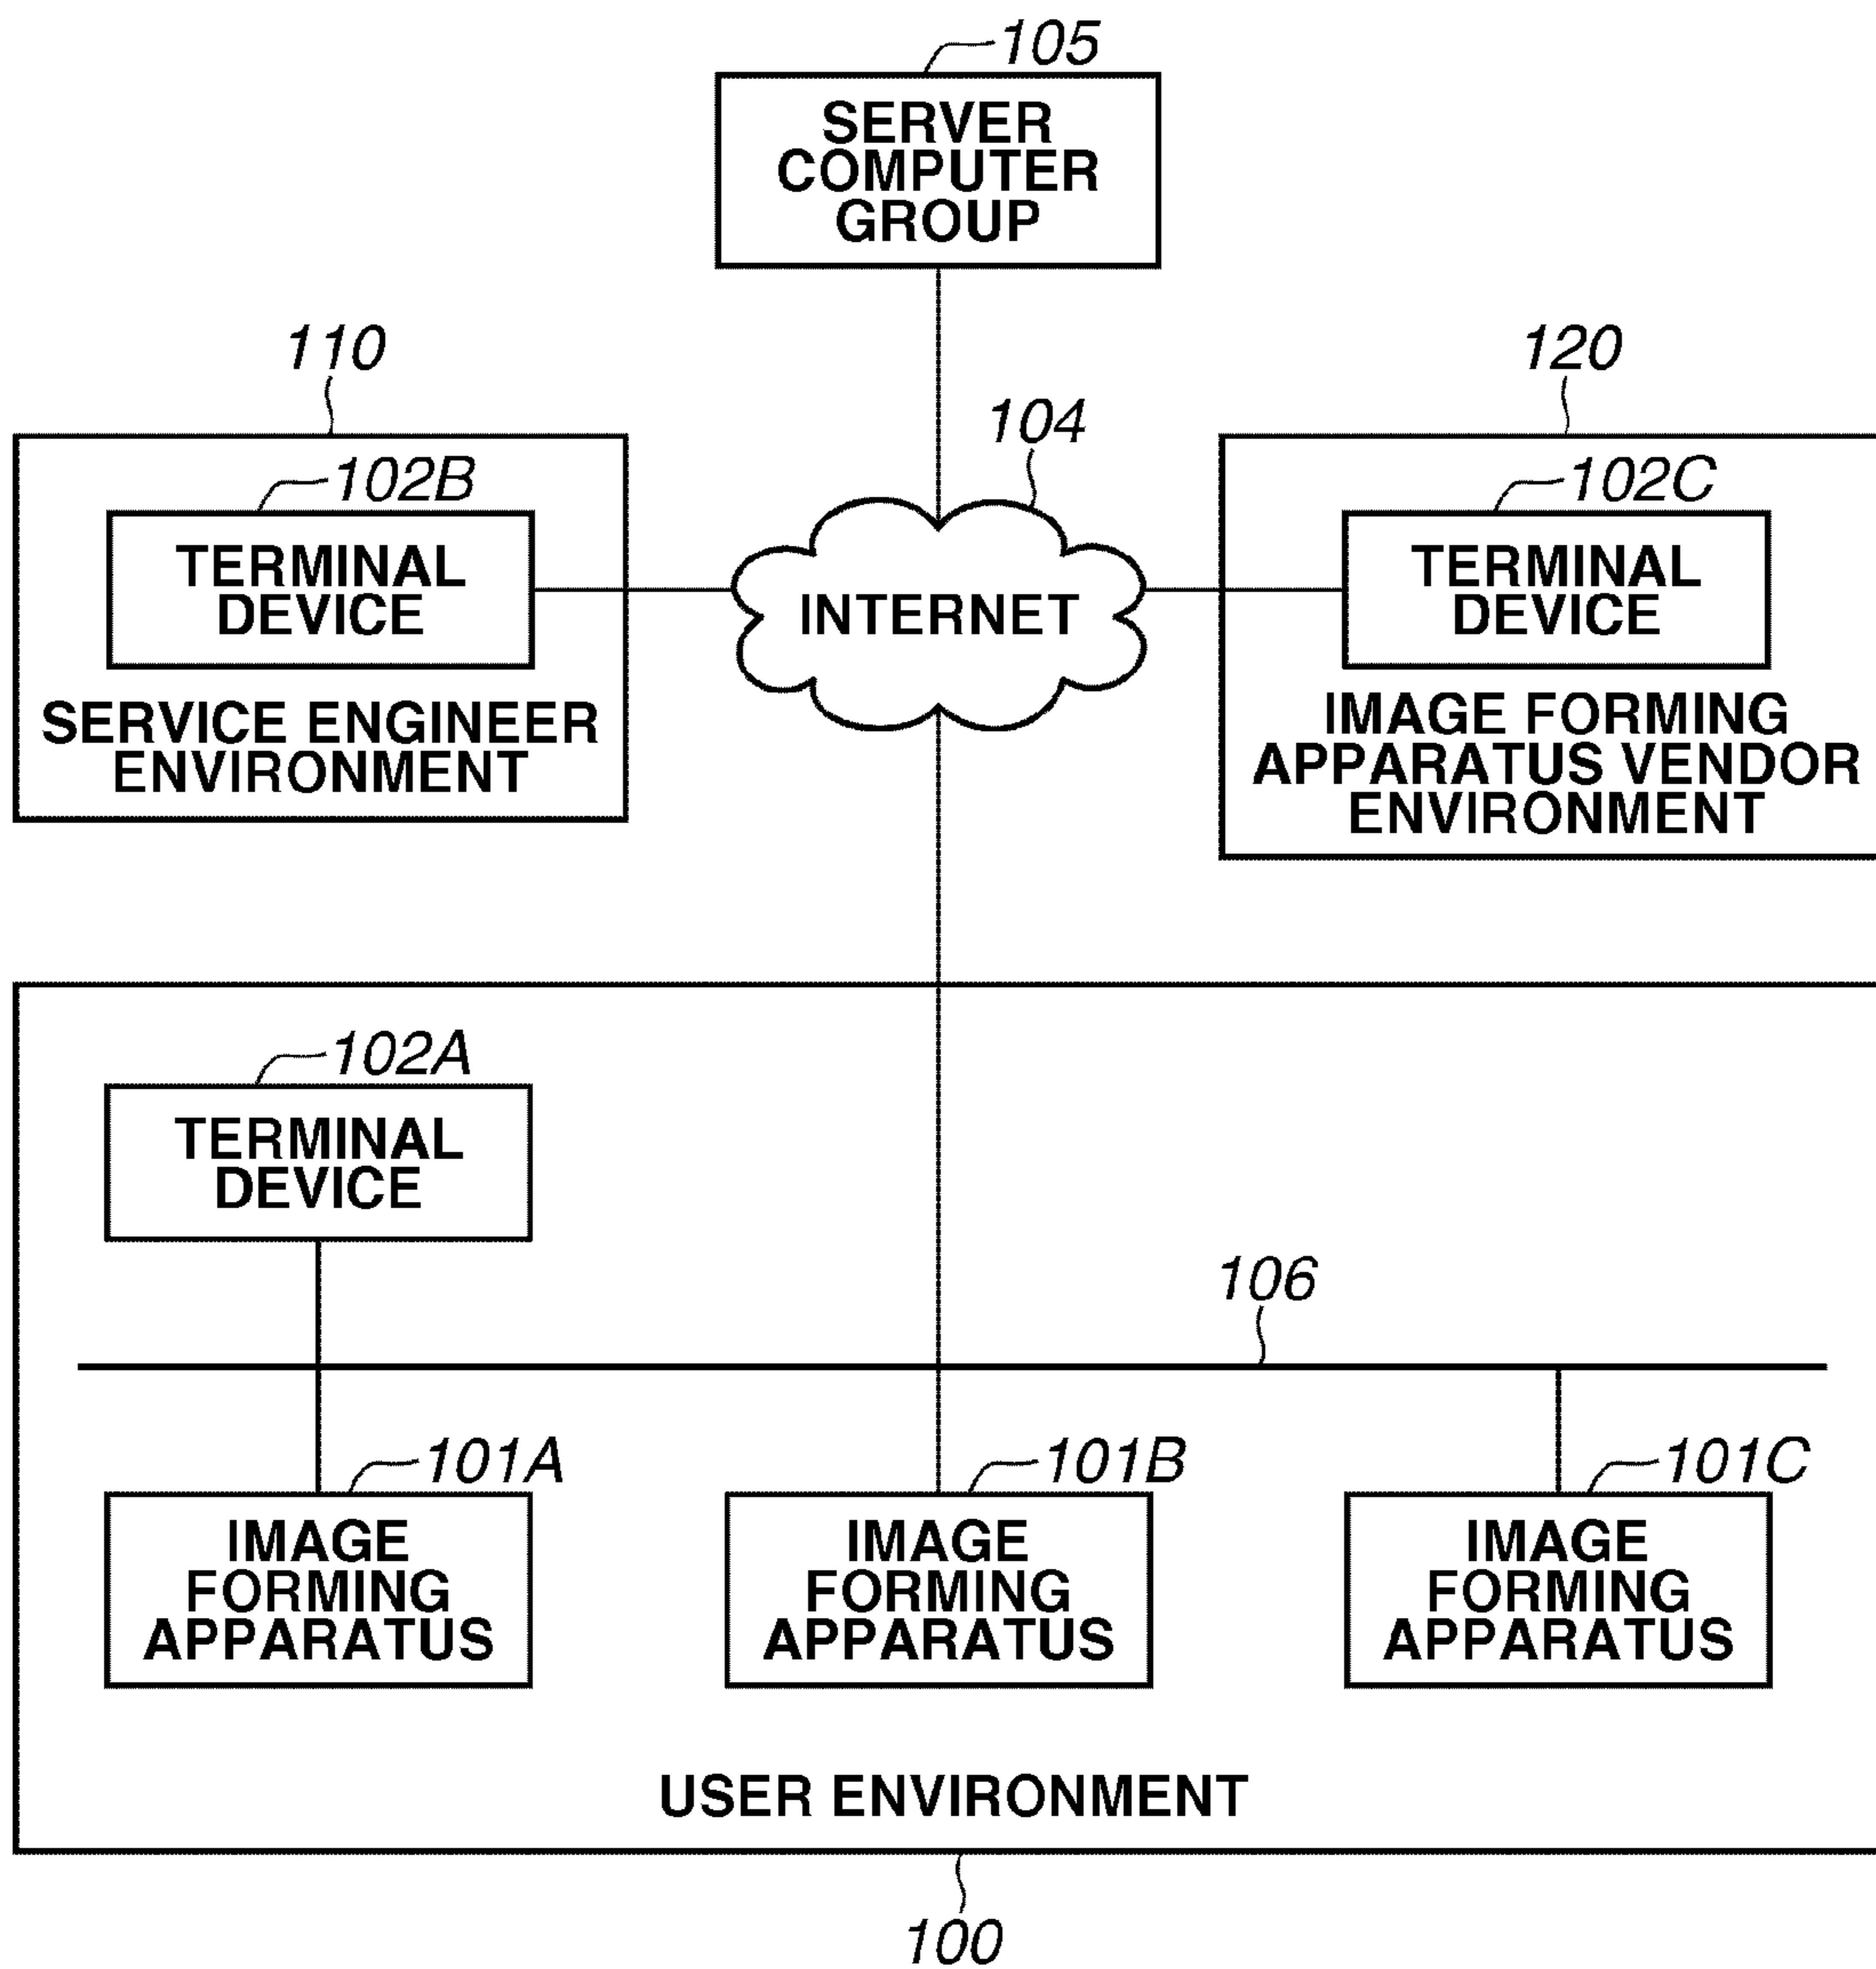 105
SERVER
COMPUTER
GROUP
110
120
104
102B
102C
TERMINAL
DEVICE
INTERNET
TERMINAL
DEVICE
SERVICE ENGINEER
ENVIRONMENT
IMAGE FORMING
APPARATUS VENDOR
ENVIRONMENT
102A
TERMINAL
DEVICE
106
101A
101B
101C
IMAGE
FORMING
APPARATUS
IMAGE
FORMING
APPARATUS
IMAGE
FORMING
APPARATUS
USER ENVIRONMENT
100